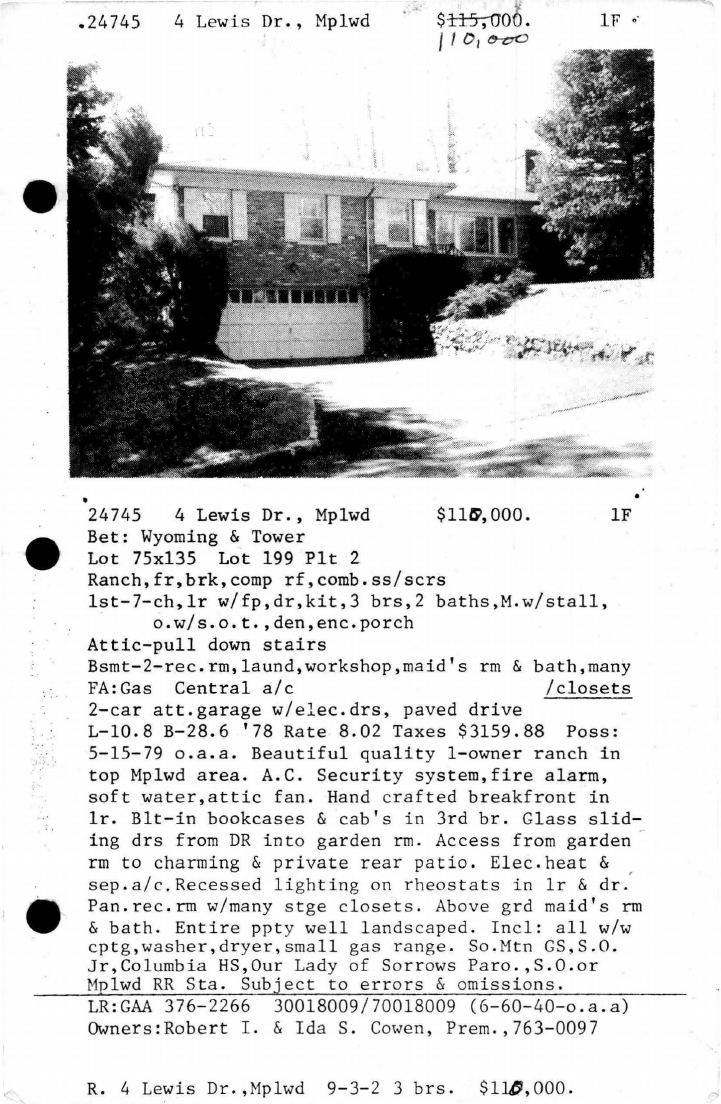 .24745 4 Lewis Dr., Mplwd $115,000. 1F
110,000
24745 4 Lewis Dr., Mplwd $110,000. 1F
Bet: Wyoming & Tower
Lot 75x135 Lot 199 Plt 2
Ranch,fr,brk,comp rf,comb.ss/scrs
1st-7-ch,lr w/fp,dr,kit,3 brs,2 baths,M.w/stall,
o.w/s.o.t.,den,enc.porch
Attic-pull down stairs
Bsmt-2-rec.rm,laund,workshop,maid's rm & bath,many
FA:Gas Central a/c /closets
2-car att.garage w/elec.drs, paved drive
L-10.8 B-28.6 '78 Rate 8.02 Taxes $3159.88 Poss:
5-15-79 o.a.a. Beautiful quality 1-owner ranch in
top Mplwd area. A.C. Security system,fire alarm,
soft water,attic fan. Hand crafted breakfront in
lr. Blt-in bookcases & cab's in 3rd br. Glass slid-
ing drs from DR into garden rm. Access from garden
rm to charming & private rear patio. Elec.heat &
sep.a/c.Recessed lighting on rheostats in lr & dr.
Pan.rec.rm w/many stge closets. Above grd maid's rm
& bath. Entire ppty well landscaped. Incl: all w/w
cptg,washer,dryer,small gas range. So.Mtn GS,S.O.
Jr,Columbia HS,Our Lady of Sorrows Paro.,S.O.or
Mplwd RR Sta. Subject to errors & omissions.
LR:GAA 376-2266 30018009/70018009 (6-60-40-o.a.a)
Owners:Robert I. & Ida S. Cowen, Prem.,763-0097
R. 4 Lewis Dr.,Mplwd 9-3-2 3 brs. $110,000.